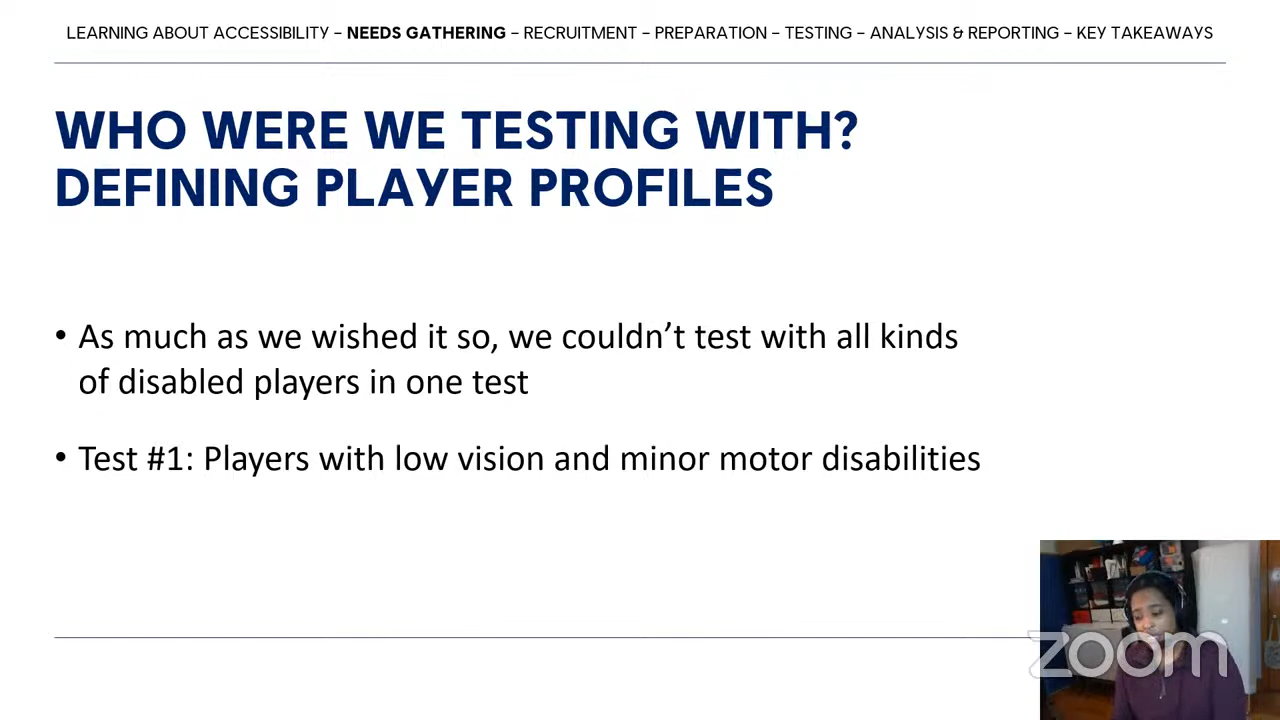 LEARNING ABOUT ACCESSIBILITY – NEEDS GATHERING – RECRUITMENT – PREPARATION – TESTING – ANALYSIS & REPORTING – KEY TAKEAWAYS
WHO WERE WE TESTING WITH?
DEFINING PLAYER PROFILES
• As much as we wished it so, we couldn’t test with all kinds
of disabled players in one test
• Test #1: Players with low vision and minor motor disabilities
zoom